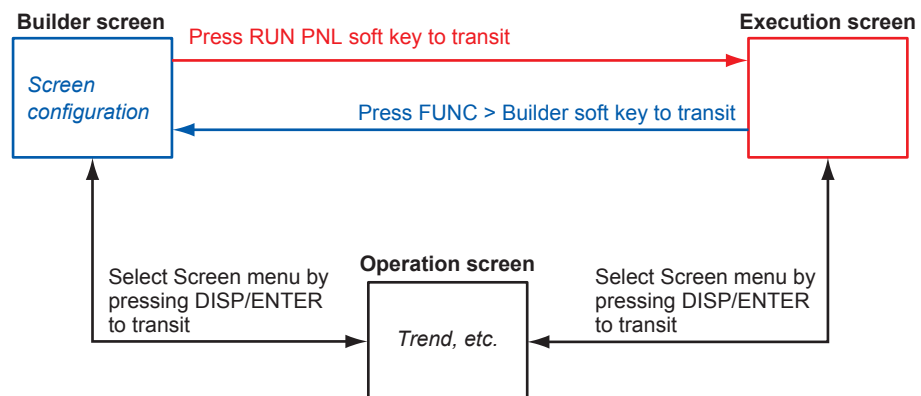 Builder screen
Execution screen
Press RUN PNL soft key to transit
Screen
configuration
Press FUNC > Builder soft key to transit
Select Screen menu by
pressing DISP/ENTER
to transit
Operation screen
Trend, etc.
Select Screen menu by
pressing DISP/ENTER
to transit